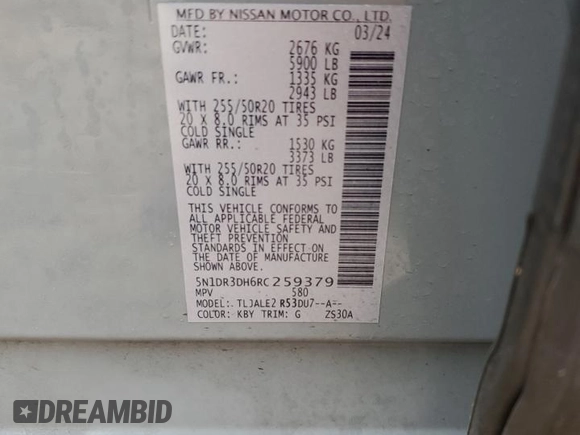 MFD BY NISSAN MOTOR CO., LTD.
DATE: 03/24
GVWR: 2676 KG
5900 LB
GAWR FR.: 1335 KG
2943 LB
WITH 255/50R20 TIRES
20 X 8.0 RIMS AT 35 PSI
COLD SINGLE
GAWR RR.: 1530 KG
3373 LB
WITH 255/50R20 TIRES
20 X 8.0 RIMS AT 35 PSI
COLD SINGLE
THIS VEHICLE CONFORMS TO
ALL APPLICABLE FEDERAL
MOTOR VEHICLE SAFETY AND
THEFT PREVENTION
STANDARDS IN EFFECT ON
THE DATE OF MANUFACTURE
SHOWN ABOVE.
5N1DR3DH6RC259379
MPV 580
MODEL: TLJALE2 R53DU7--A--
COLOR: KBY TRIM: G ZS30A
DREAMBID